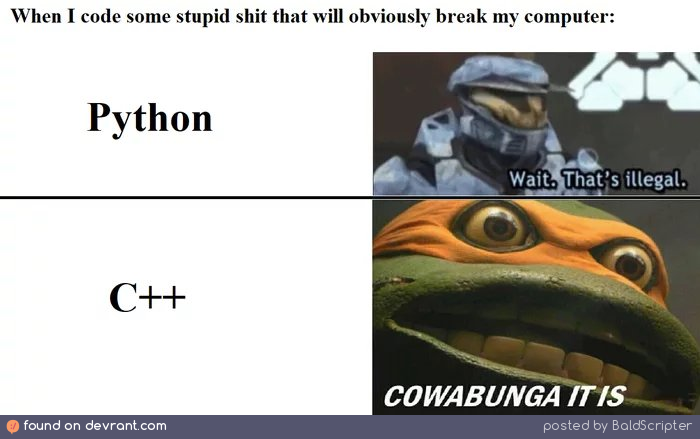 When I code some stupid shit that will obviously break my computer:
Python
Wait. That's illegal.
C++
COWABUNGA IT IS
found on devrant.com
posted by BaldScripter